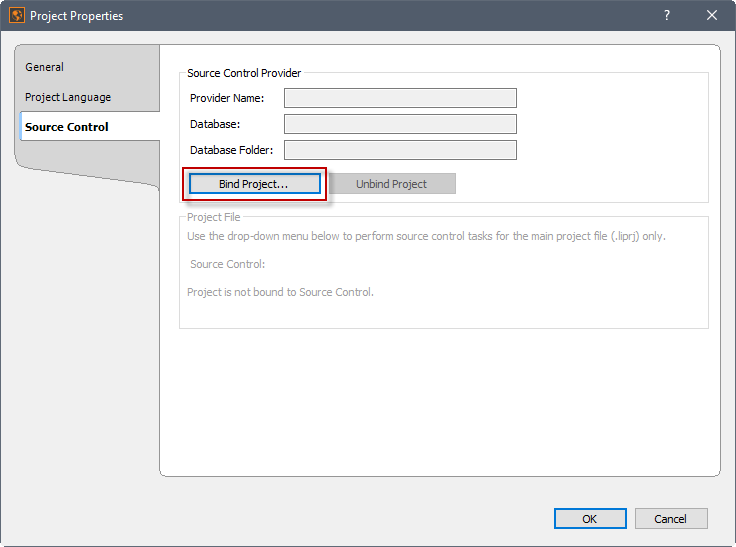 Project Properties
?
General
Project Language
Source Control
Source Control Provider
Provider Name:
Database:
Database Folder:
Bind Project...
Unbind Project
Project File
Use the drop-down menu below to perform source control tasks for the main project file (.liprj) only.
Source Control:
Project is not bound to Source Control.
OK
Cancel